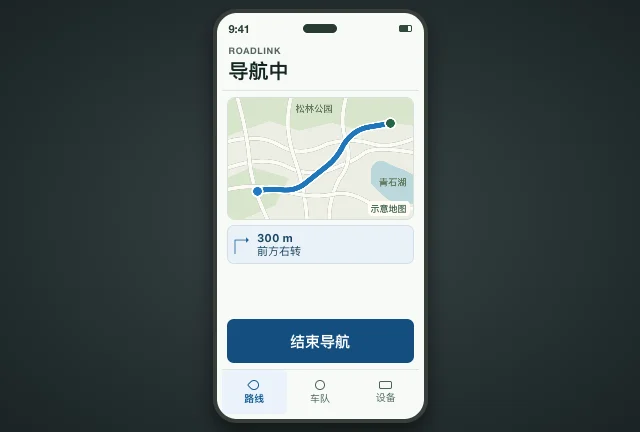 9:41
ROADLINK
导航中
松林公园
青石湖
示意地图
300 m
前方右转
结束导航
路线
车队
设备